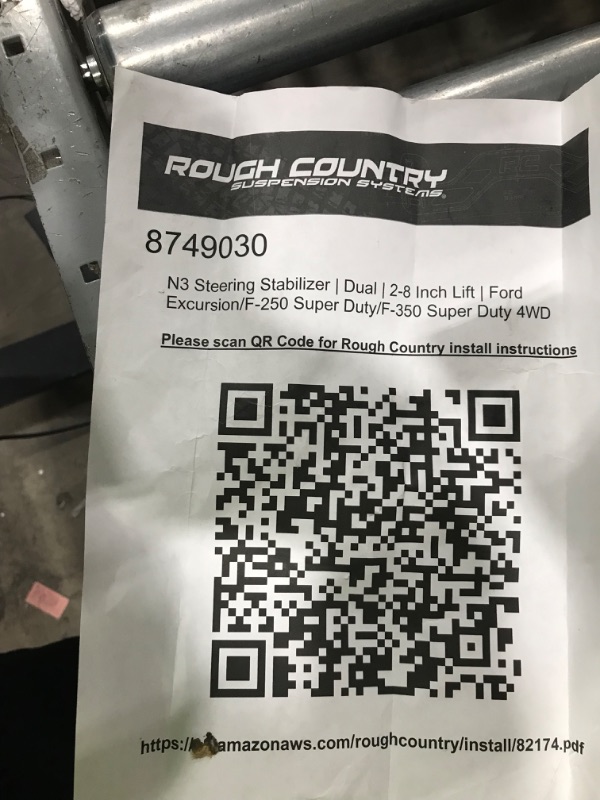 ROUGH COUNTRY
SUSPENSION SYSTEMS®
8749030
N3 Steering Stabilizer | Dual | 2-8 Inch Lift | Ford
Excursion/F-250 Super Duty/F-350 Super Duty 4WD
Please scan QR Code for Rough Country install instructions
https:// amazonaws.com/roughcountry/install/82174.pdf